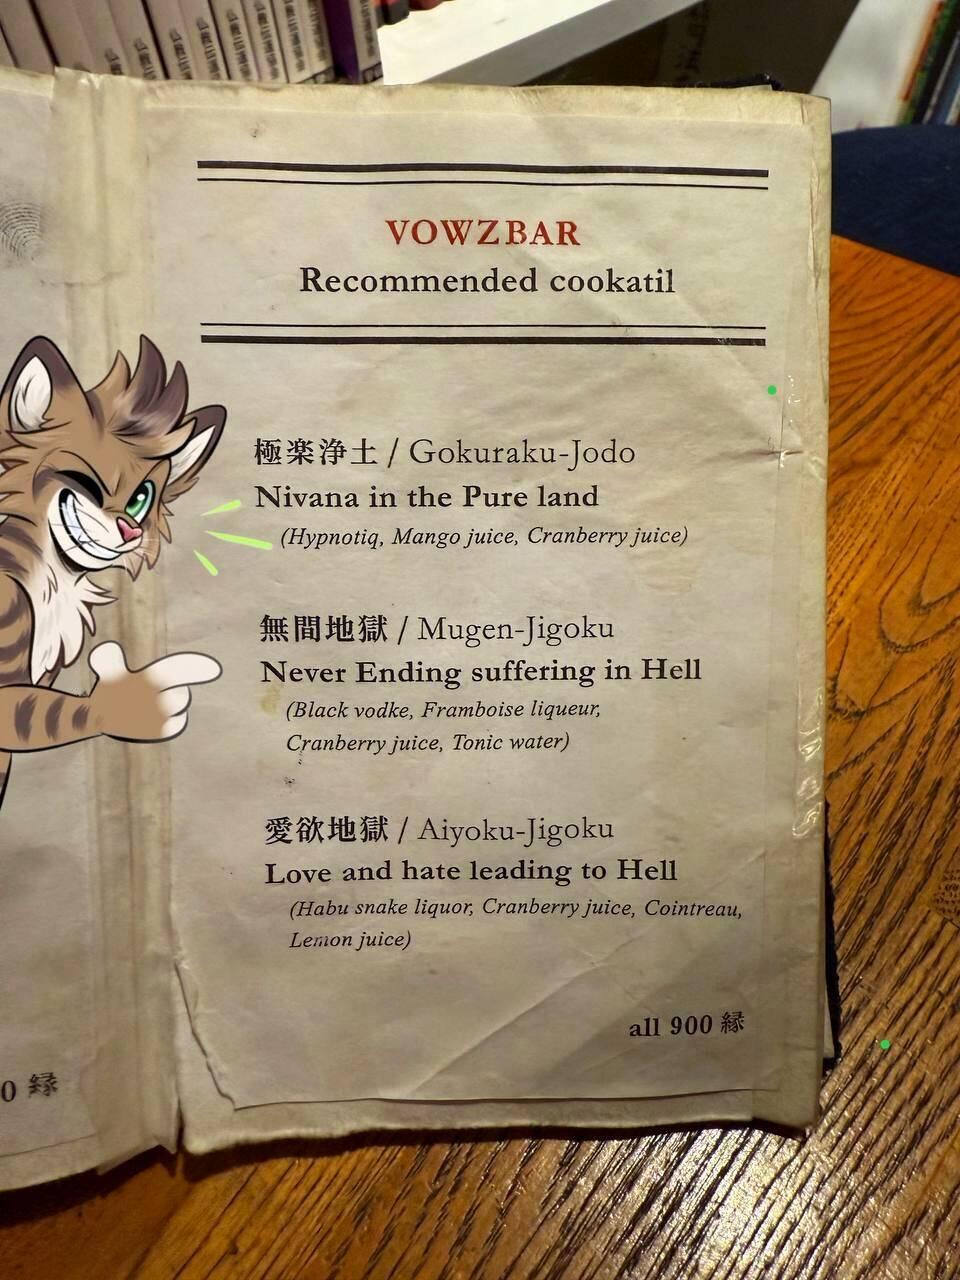 VOWZBAR
Recommended cookatil
極楽浄土 / Gokuraku-Jodo
Nivana in the Pure land
(Hypnotiq, Mango juice, Cranberry juice)
無間地獄 / Mugen-Jigoku
Never Ending suffering in Hell
(Black vodke, Framboise liqueur,
Cranberry juice, Tonic water)
愛欲地獄 / Aiyoku-Jigoku
Love and hate leading to Hell
(Habu snake liquor, Cranberry juice, Cointreau,
Lemon juice)
all 900 縁
0 縁